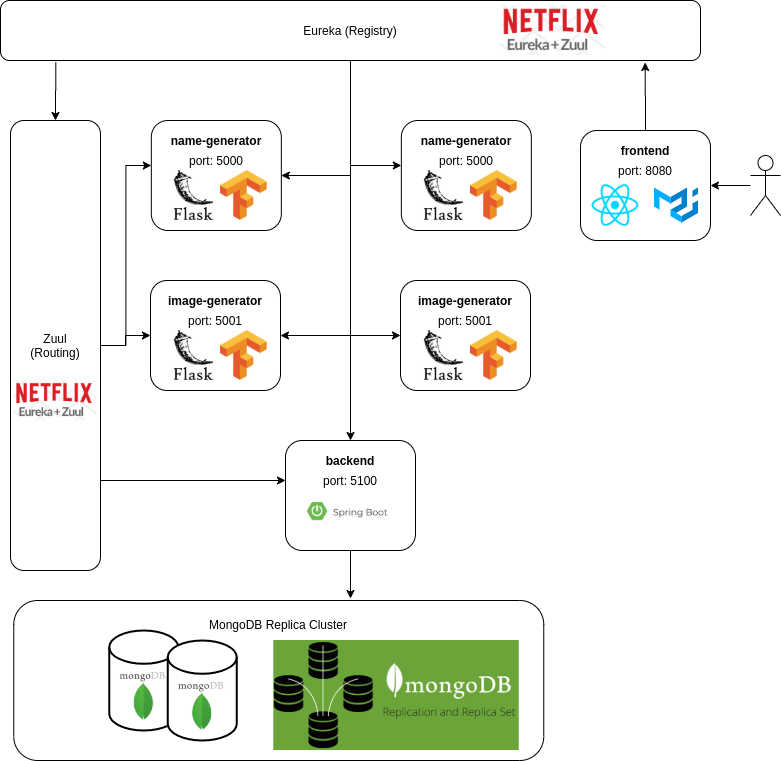 Eureka (Registry)
NETFLIX
Eureka + Zuul
name-generator
port: 5000
Flask
name-generator
port: 5000
Flask
frontend
port: 8080
image-generator
port: 5001
Flask
image-generator
port: 5001
Flask
Zuul
(Routing)
NETFLIX
Eureka + Zuul
backend
port: 5100
Spring Boot
MongoDB Replica Cluster
mongoDB
mongoDB
mongoDB
Replication and Replica Set